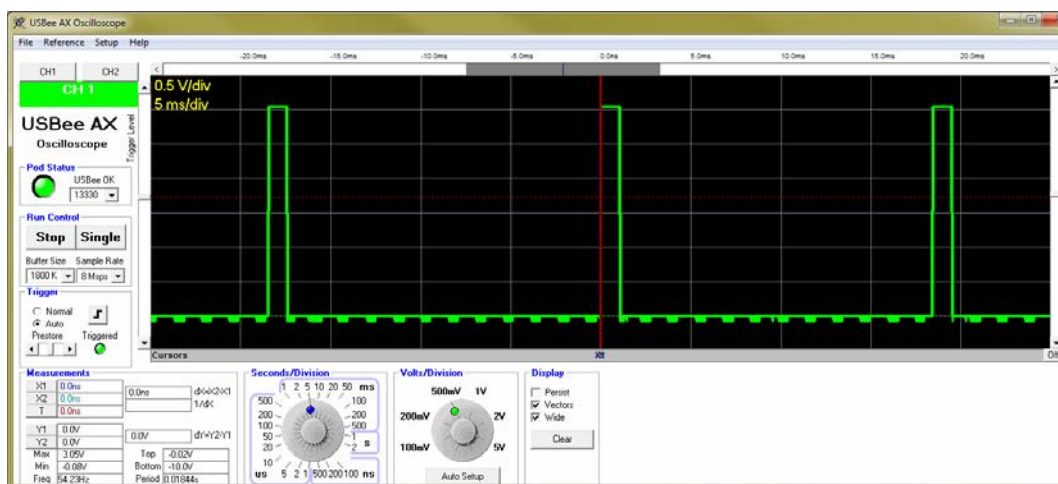 USBee AX Oscilloscope
File Reference Setup Help
-20.0ms -15.0ms -10.0ms -5.0ms 0.0ns 5.0ms 10.0ms 15.0ms 20.0ms
CH1 CH2
CH 1
0.5 V/div
5 ms/div
USBee AX
Oscilloscope
Trigger Level
Pod Status
USBee OK
13330
Run Control
Stop Single
Buffer Size Sample Rate
1800 K 8 Msps
Trigger
Normal
Auto
Prestore Triggered
Cursors
Measurements
X1 0.0ns
X2 0.0ns
T 0.0ns
0.0ns dX=X2-X1
1/dX
Y1 0.0V
Y2 0.0V
0.0V dY=Y2-Y1
Max 3.05V Top -0.02V
Min -0.08V Bottom -10.0V
Freq 54.23Hz Period 0.01844s
Seconds/Division
1 2 5 10 20 50 ms
500 200 100 50 20 10
100 200 500
1 2 s
us 5 2 1 500 200 100 ns
Volts/Division
500mV 1V
200mV 2V
100mV 5V
Auto Setup
Display
Persist
Vectors
Wide
Clear